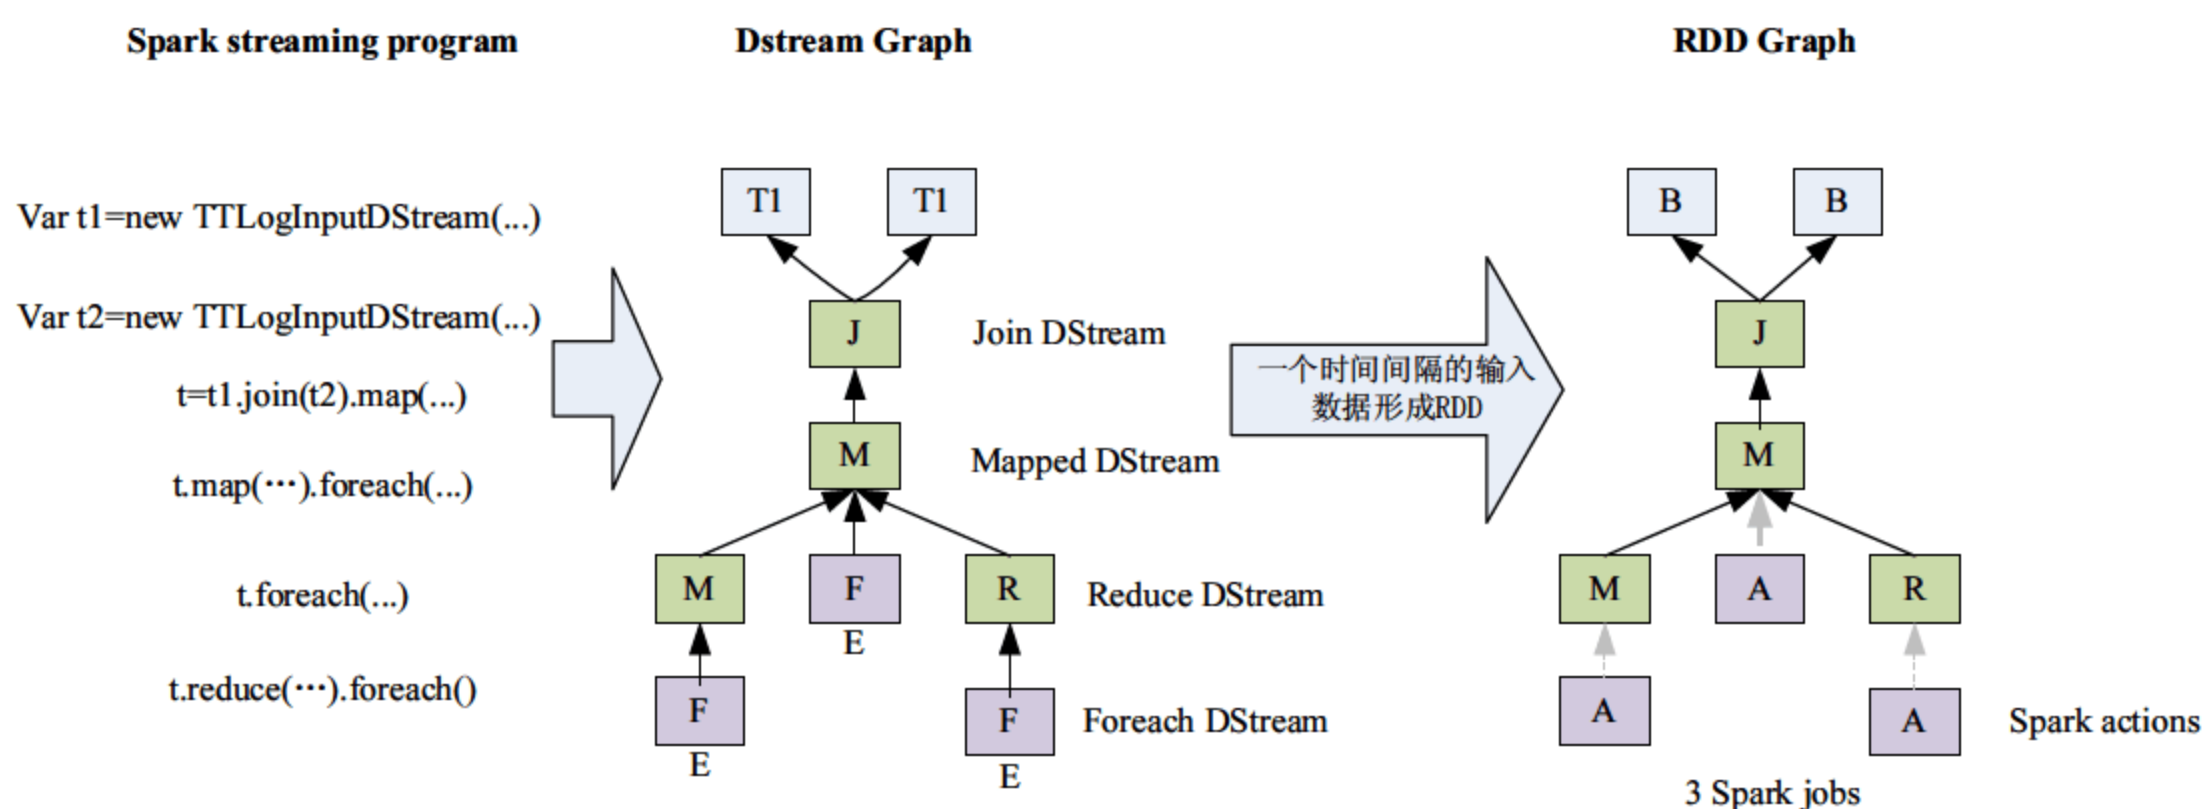 Spark streaming program
Dstream Graph
RDD Graph
Var t1=new TTLogInputDStream(...)
Var t2=new TTLogInputDStream(...)
t=t1.join(t2).map(...)
t.map(···).foreach(...)
t.foreach(...)
t.reduce(···).foreach()
T1
T1
J
Join DStream
M
Mapped DStream
M
F
R
Reduce DStream
E
F
F
Foreach DStream
E
E
一个时间间隔的输入
数据形成RDD
B
B
J
M
M
A
R
A
A
Spark actions
3 Spark jobs